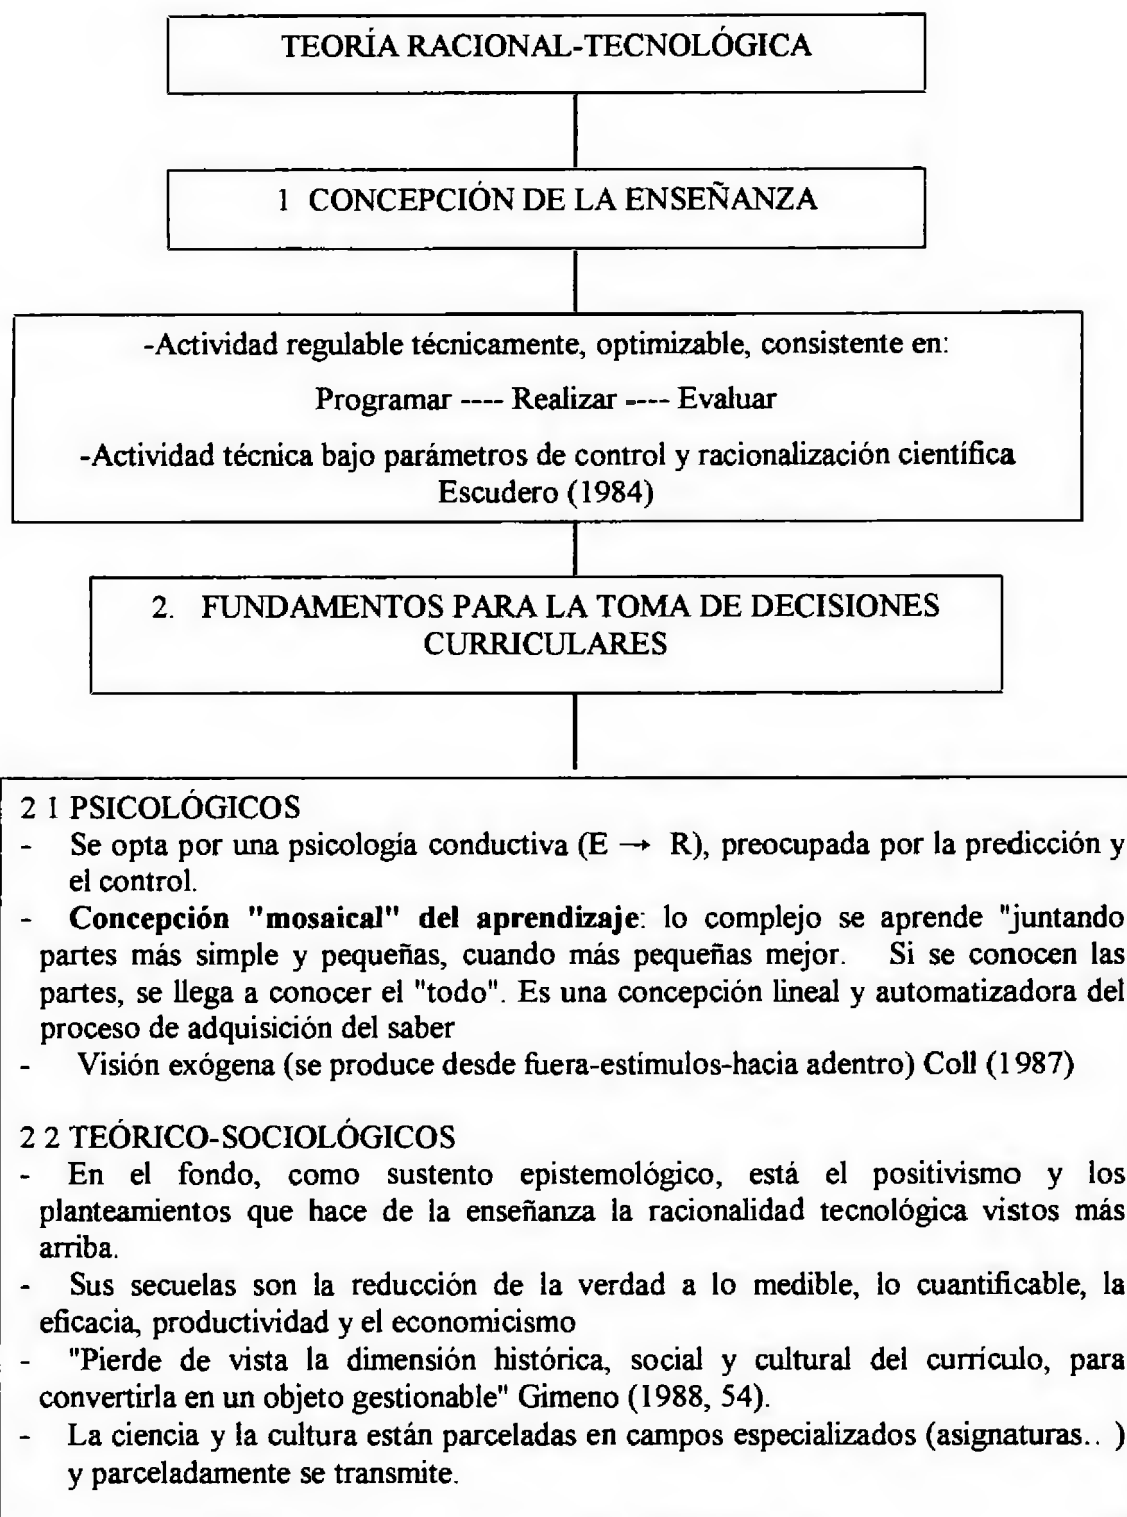 TEORÍA RACIONAL-TECNOLÓGICA
1 CONCEPCIÓN DE LA ENSEÑANZA
-Actividad regulable técnicamente, optimizable, consistente en:
Programar ---- Realizar ---- Evaluar
-Actividad técnica bajo parámetros de control y racionalización científica
Escudero (1984)
2. FUNDAMENTOS PARA LA TOMA DE DECISIONES
CURRICULARES
2 1 PSICOLÓGICOS
- Se opta por una psicología conductiva (E → R), preocupada por la predicción y
el control.
- Concepción "mosaical" del aprendizaje: lo complejo se aprende "juntando
partes más simple y pequeñas, cuando más pequeñas mejor. Si se conocen las
partes, se llega a conocer el "todo". Es una concepción lineal y automatizadora del
proceso de adquisición del saber
- Visión exógena (se produce desde fuera-estímulos-hacia adentro) Coll (1987)
2 2 TEÓRICO-SOCIOLÓGICOS
- En el fondo, como sustento epistemológico, está el positivismo y los
planteamientos que hace de la enseñanza la racionalidad tecnológica vistos más
arriba.
- Sus secuelas son la reducción de la verdad a lo medible, lo cuantificable, la
eficacia, productividad y el economicismo
- "Pierde de vista la dimensión histórica, social y cultural del currículo, para
convertirla en un objeto gestionable" Gimeno (1988, 54).
- La ciencia y la cultura están parceladas en campos especializados (asignaturas.. )
y parceladamente se transmite.